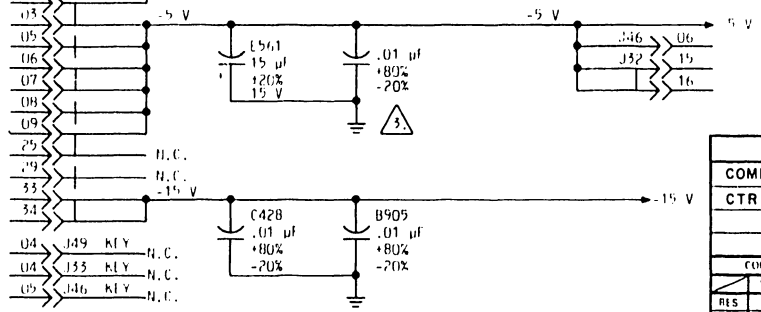 03 -5 V -5 V 5 V
05 J46 06
06 E561 J32 15
07 15 µF .01 µF 16
08 ±20% +80%
09 15 V -20%
3.
25 N.C.
29 N.C.
33 -15 V -15 V
34
C428 B905
.01 µF .01 µF
+80% +80%
-20% -20%
04 J49 KEY N.C.
04 J33 KEY N.C.
05 J46 KEY N.C.
CTR
RES